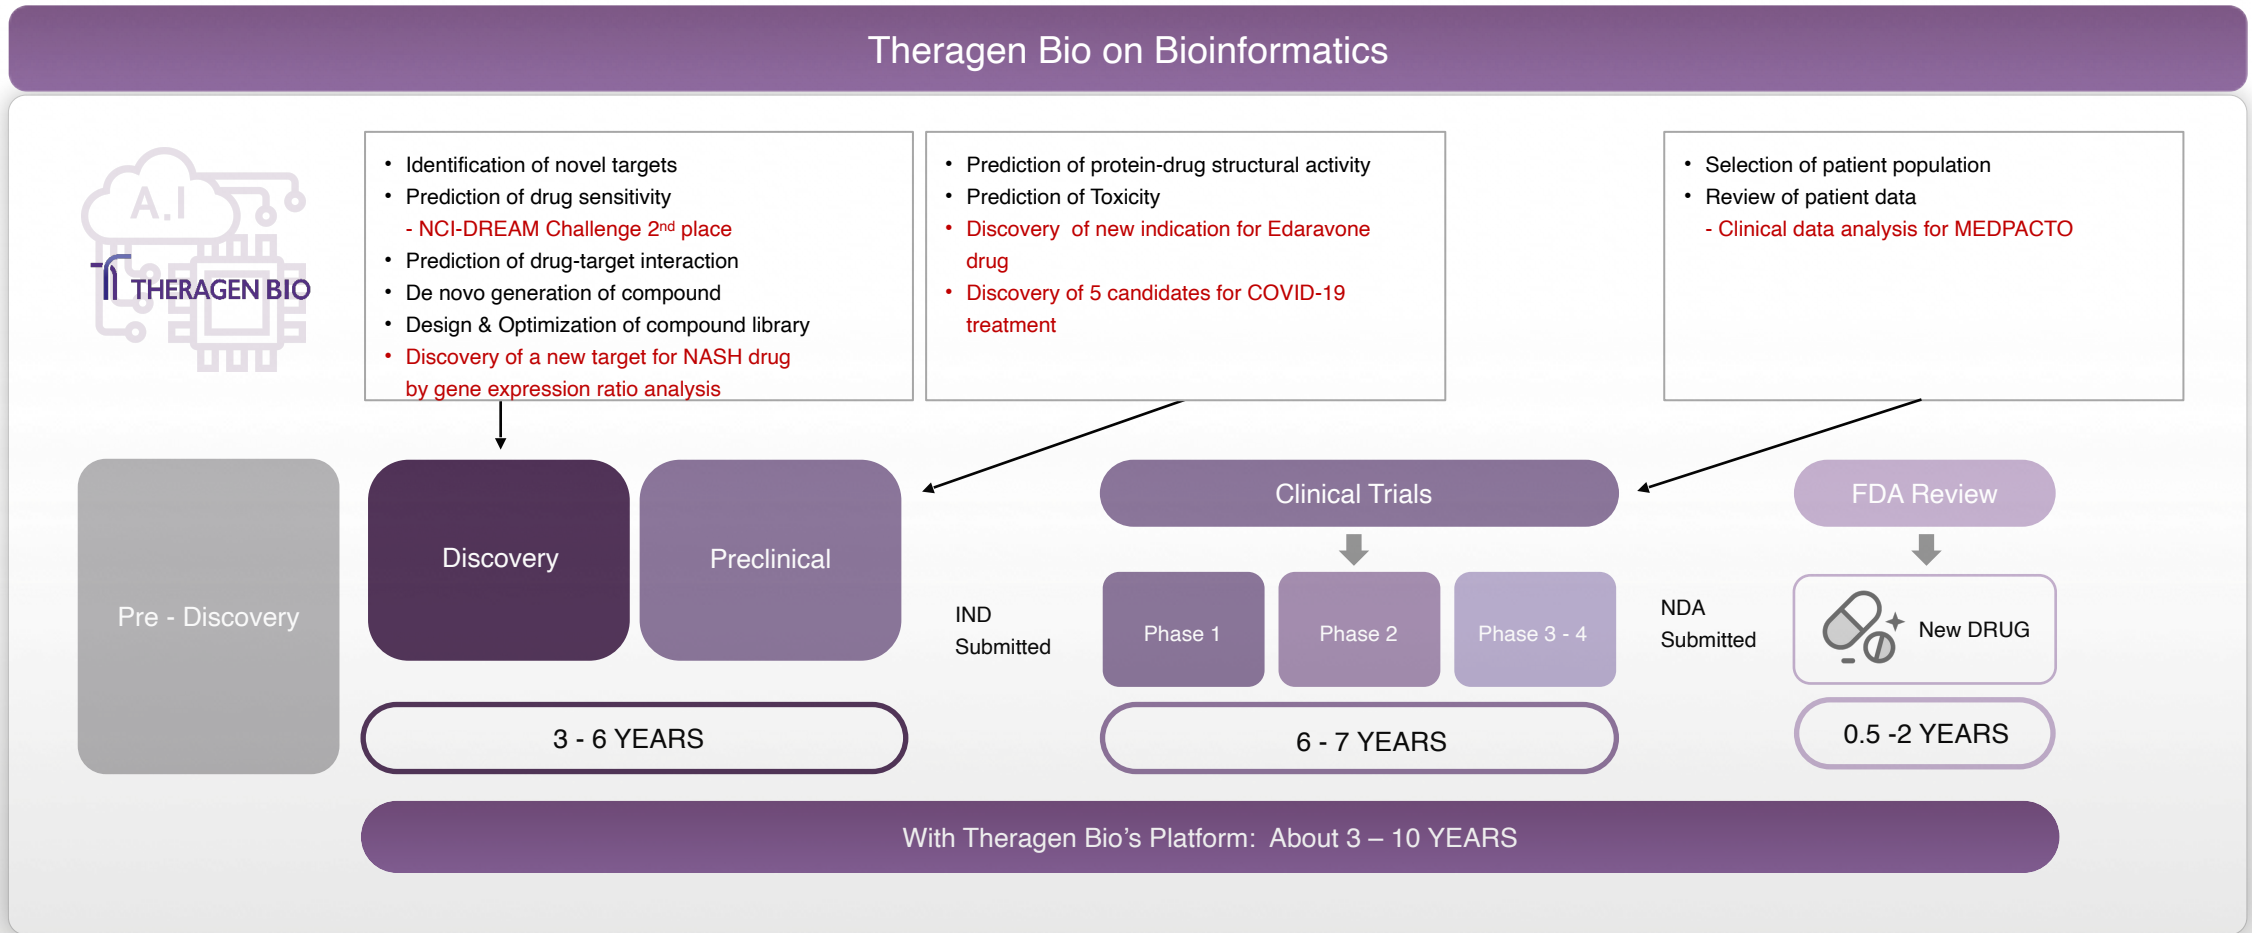 Theragen Bio on Bioinformatics
A.I
THERAGEN BIO
• Identification of novel targets
• Prediction of drug sensitivity
- NCI-DREAM Challenge 2nd place
• Prediction of drug-target interaction
• De novo generation of compound
• Design & Optimization of compound library
• Discovery of a new target for NASH drug
by gene expression ratio analysis
• Prediction of protein-drug structural activity
• Prediction of Toxicity
• Discovery  of new indication for Edaravone
drug
• Discovery of 5 candidates for COVID-19
treatment
• Selection of patient population
• Review of patient data
- Clinical data analysis for MEDPACTO
Pre - Discovery
Discovery
Preclinical
3 - 6 YEARS
IND
Submitted
Clinical Trials
Phase 1
Phase 2
Phase 3 - 4
6 - 7 YEARS
NDA
Submitted
FDA Review
New DRUG
0.5 -2 YEARS
With Theragen Bio’s Platform:  About 3 – 10 YEARS